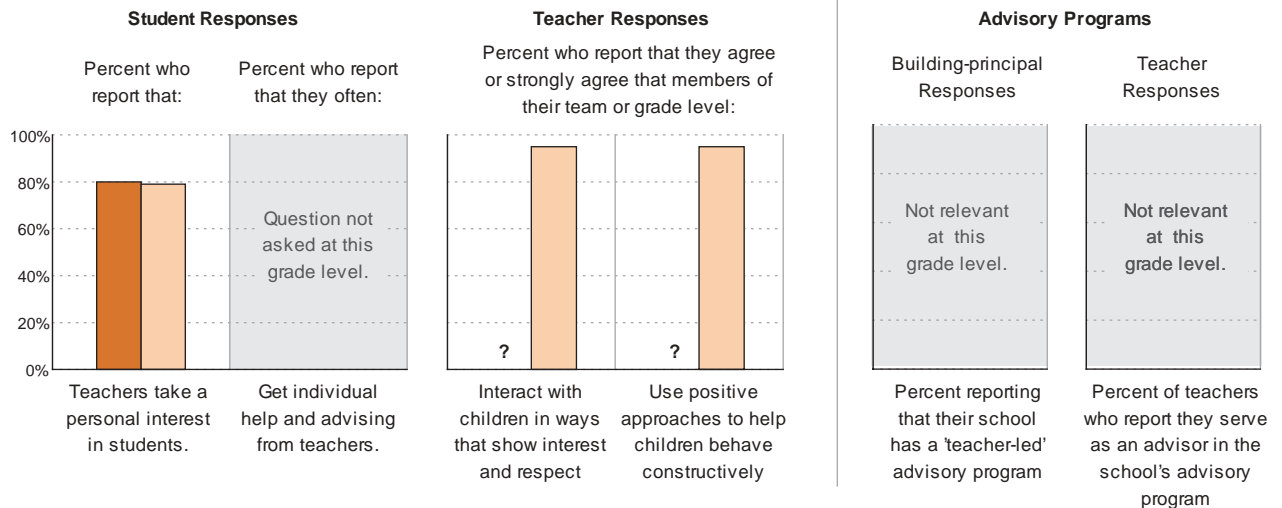 Student Responses
Percent who
report that:
Percent who report
that they often:
100%
80%
60%
40%
20%
0%
Question not
asked at this
grade level.
Teachers take a
personal interest
in students.
Get individual
help and advising
from teachers.
Teacher Responses
Percent who report that they agree
or strongly agree that members of
their team or grade level:
?
?
Interact with
children in ways
that show interest
and respect
Use positive
approaches to help
children behave
constructively
Advisory Programs
Building-principal
Responses
Not relevant
at this
grade level.
Percent reporting
that their school
has a 'teacher-led'
advisory program
Teacher
Responses
Not relevant
at this
grade level.
Percent of teachers
who report they serve
as an advisor in the
school's advisory
program